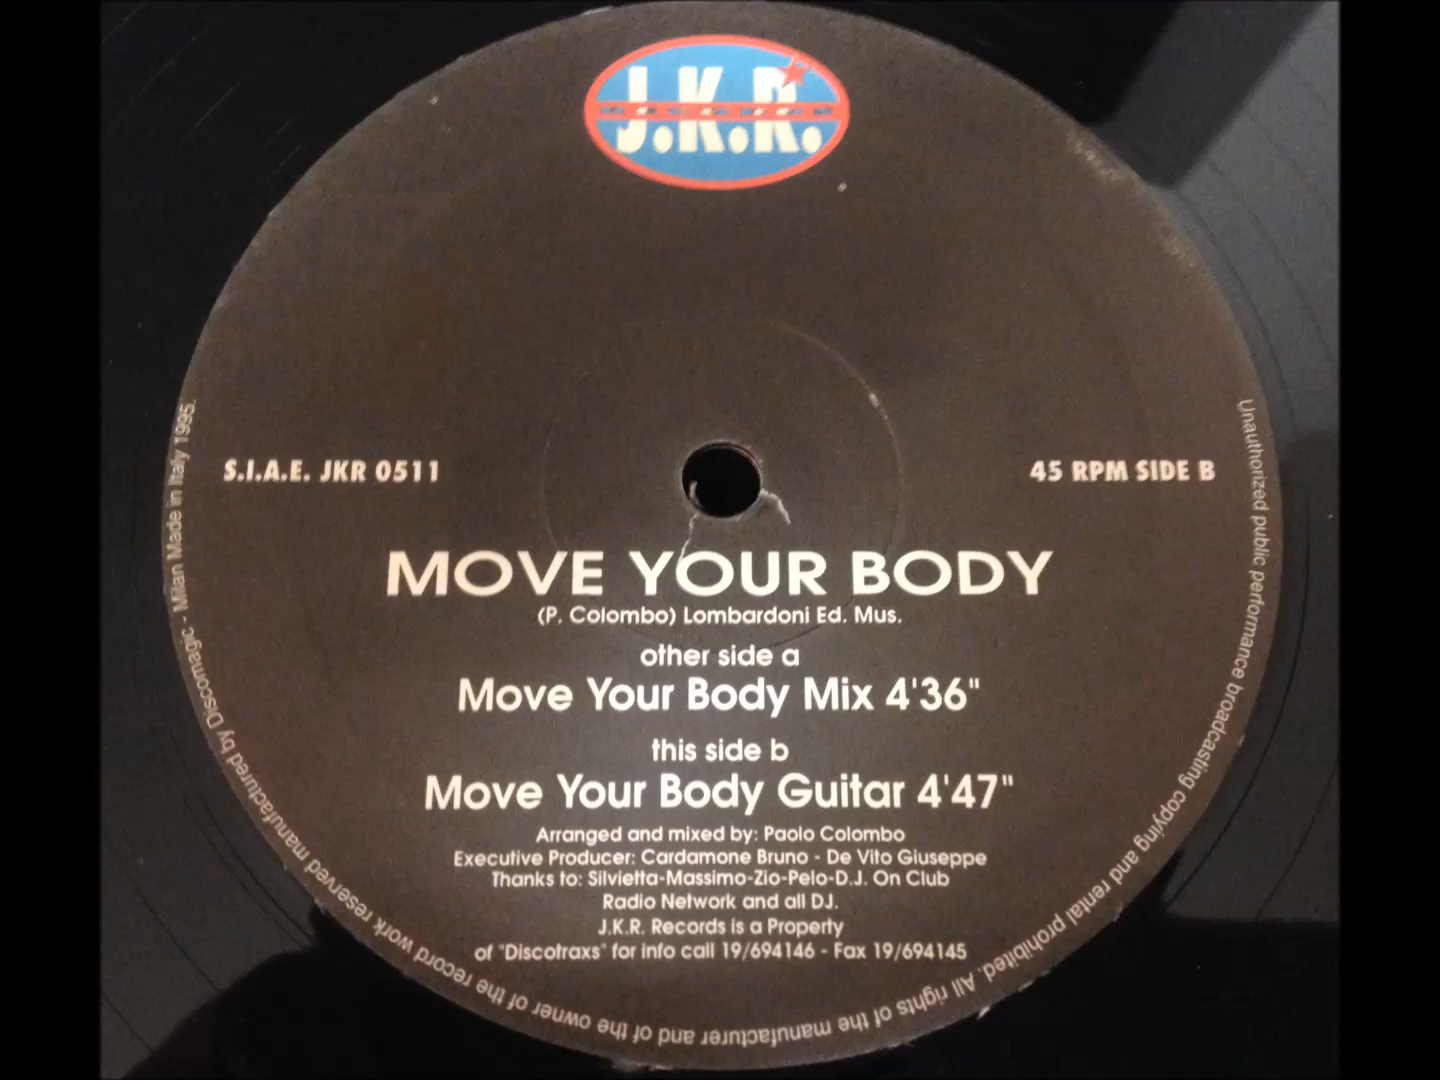 J.K.R.
S.I.A.E. JKR 0511
45 RPM SIDE B
MOVE YOUR BODY
(P. Colombo) Lombardoni Ed. Mus.
other side a
Move Your Body Mix 4'36"
this side b
Move Your Body Guitar 4'47"
Arranged and mixed by: Paolo Colombo
Executive Producer: Cardamone Bruno - De Vito Giuseppe
Thanks to: Silvietta-Massimo-Zio-Pelo-D.J. On Club
Radio Network and all DJ.
J.K.R. Records is a Property
of "Discotraxs" for info call 19/694146 - Fax 19/694145
Unauthorized public performance broadcasting copying and rental prohibited. All rights of the manufacturer and of the owner of the record work reserved manufactured by Discomagic - Milan Made in Italy 1995.